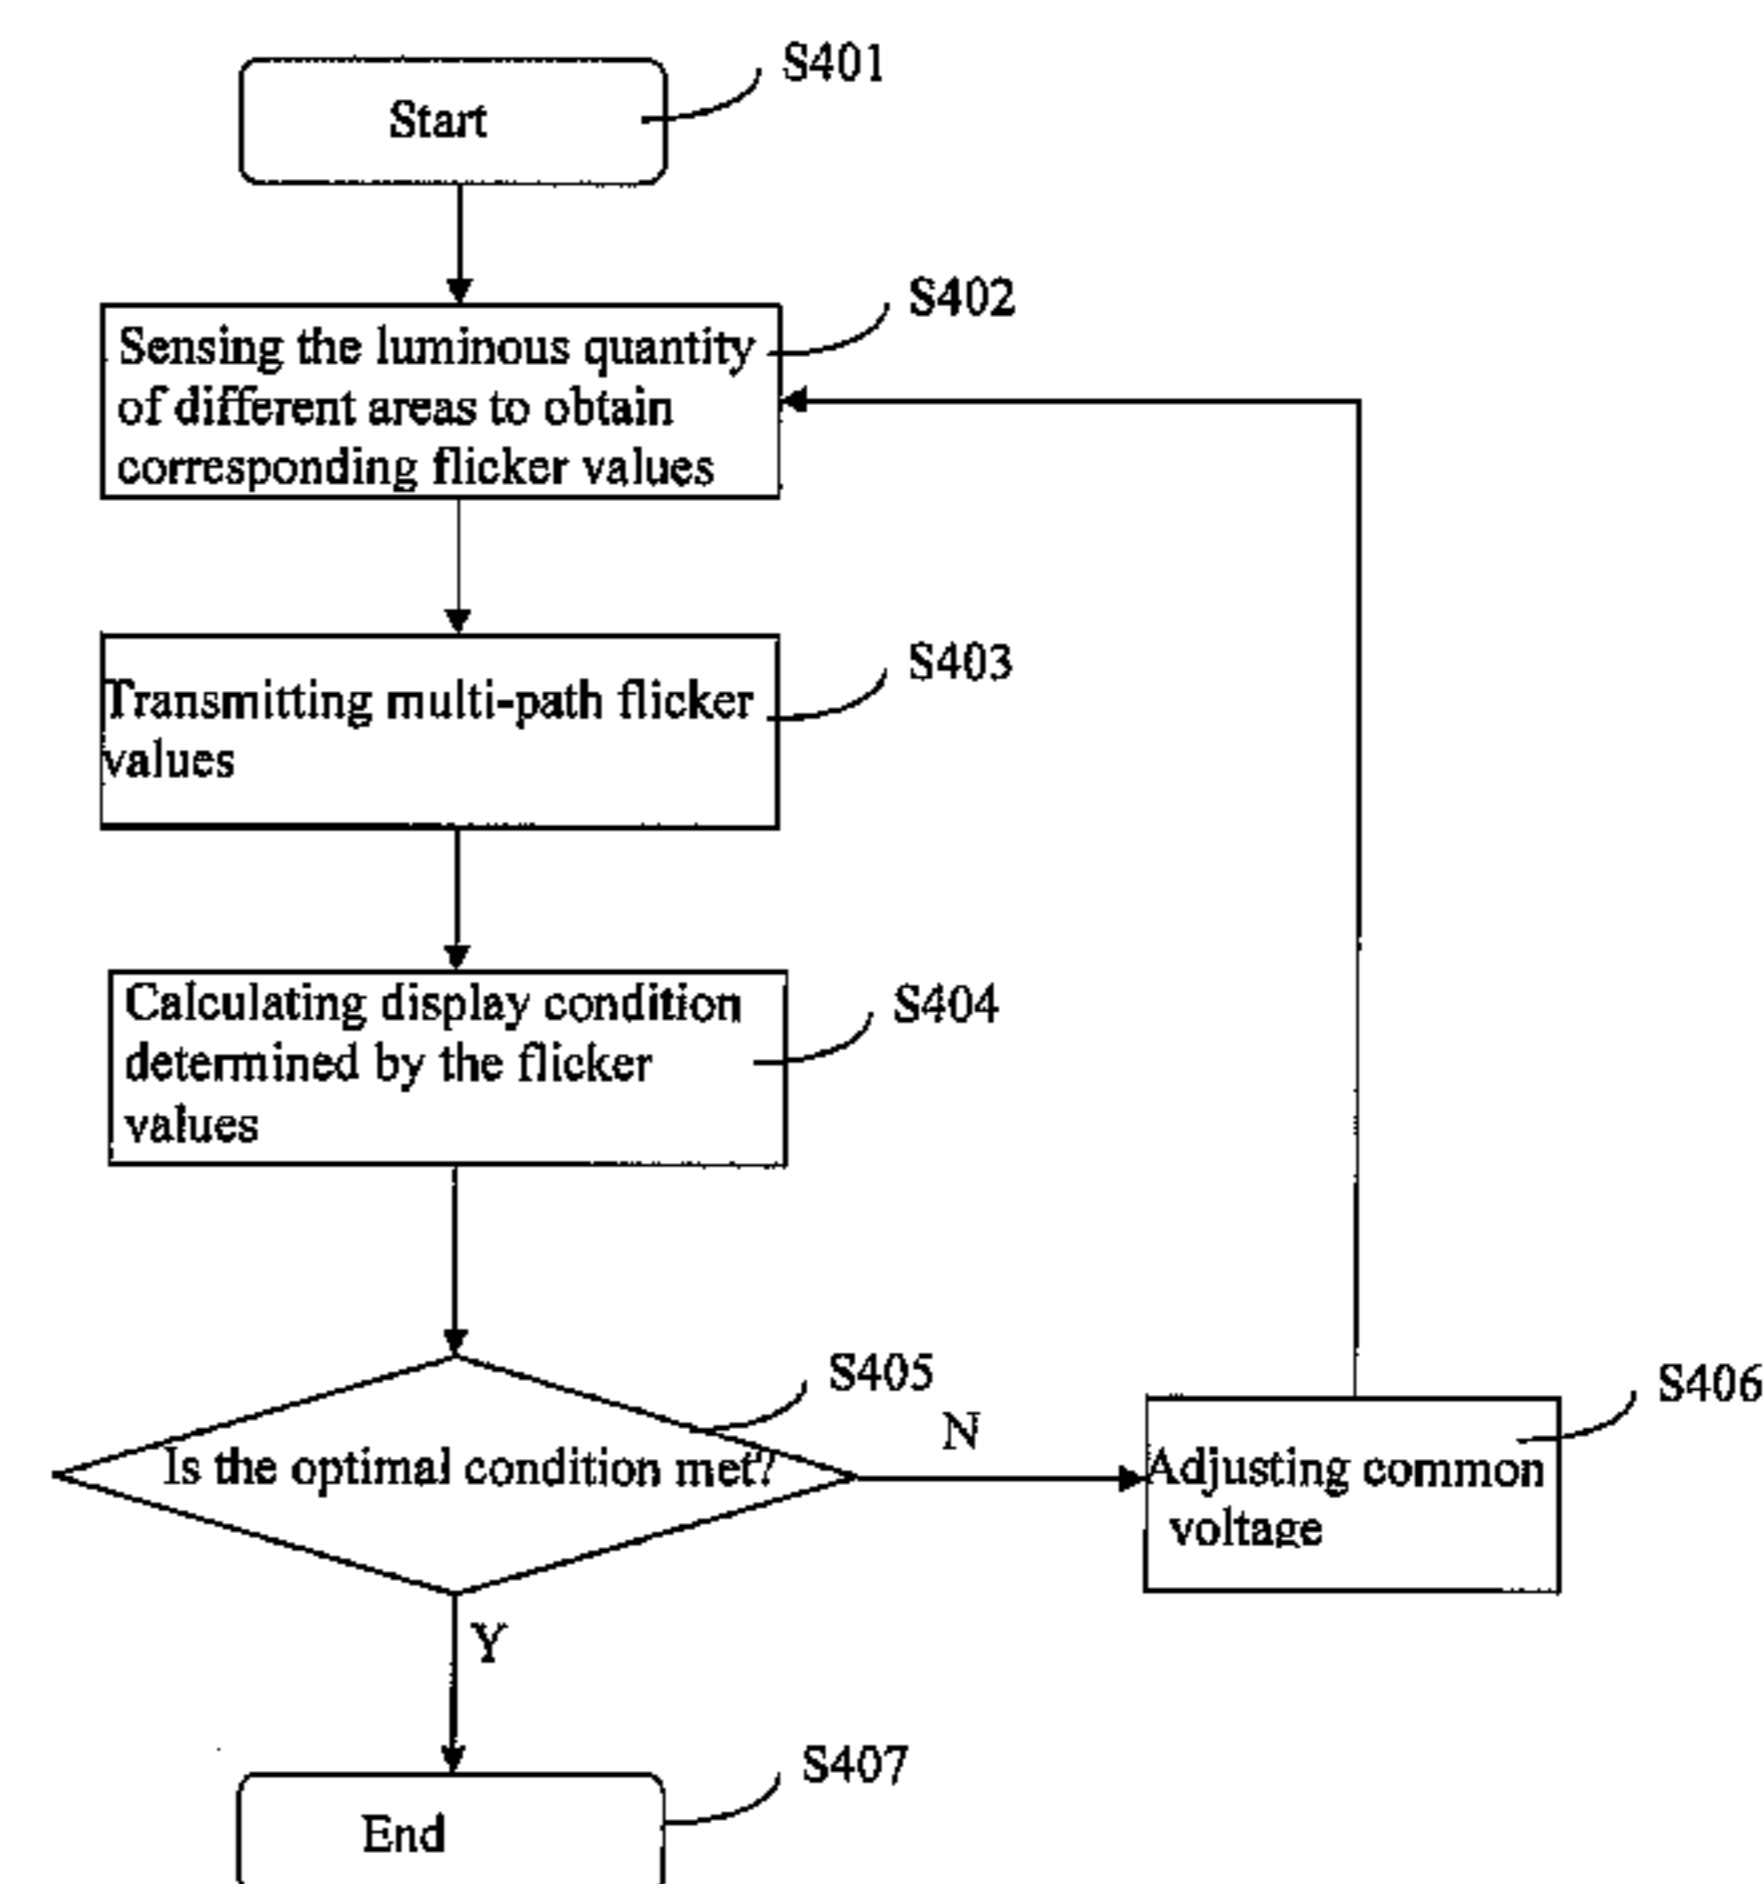 S401
Start
S402
Sensing the luminous quantity
of different areas to obtain
corresponding flicker values
S403
Transmitting multi-path flicker
values
Calculating display condition
S404
determined by the flicker
values
S405
S406
N
Is the optimal condition met?
Adjusting common
voltage
Y
S407
End